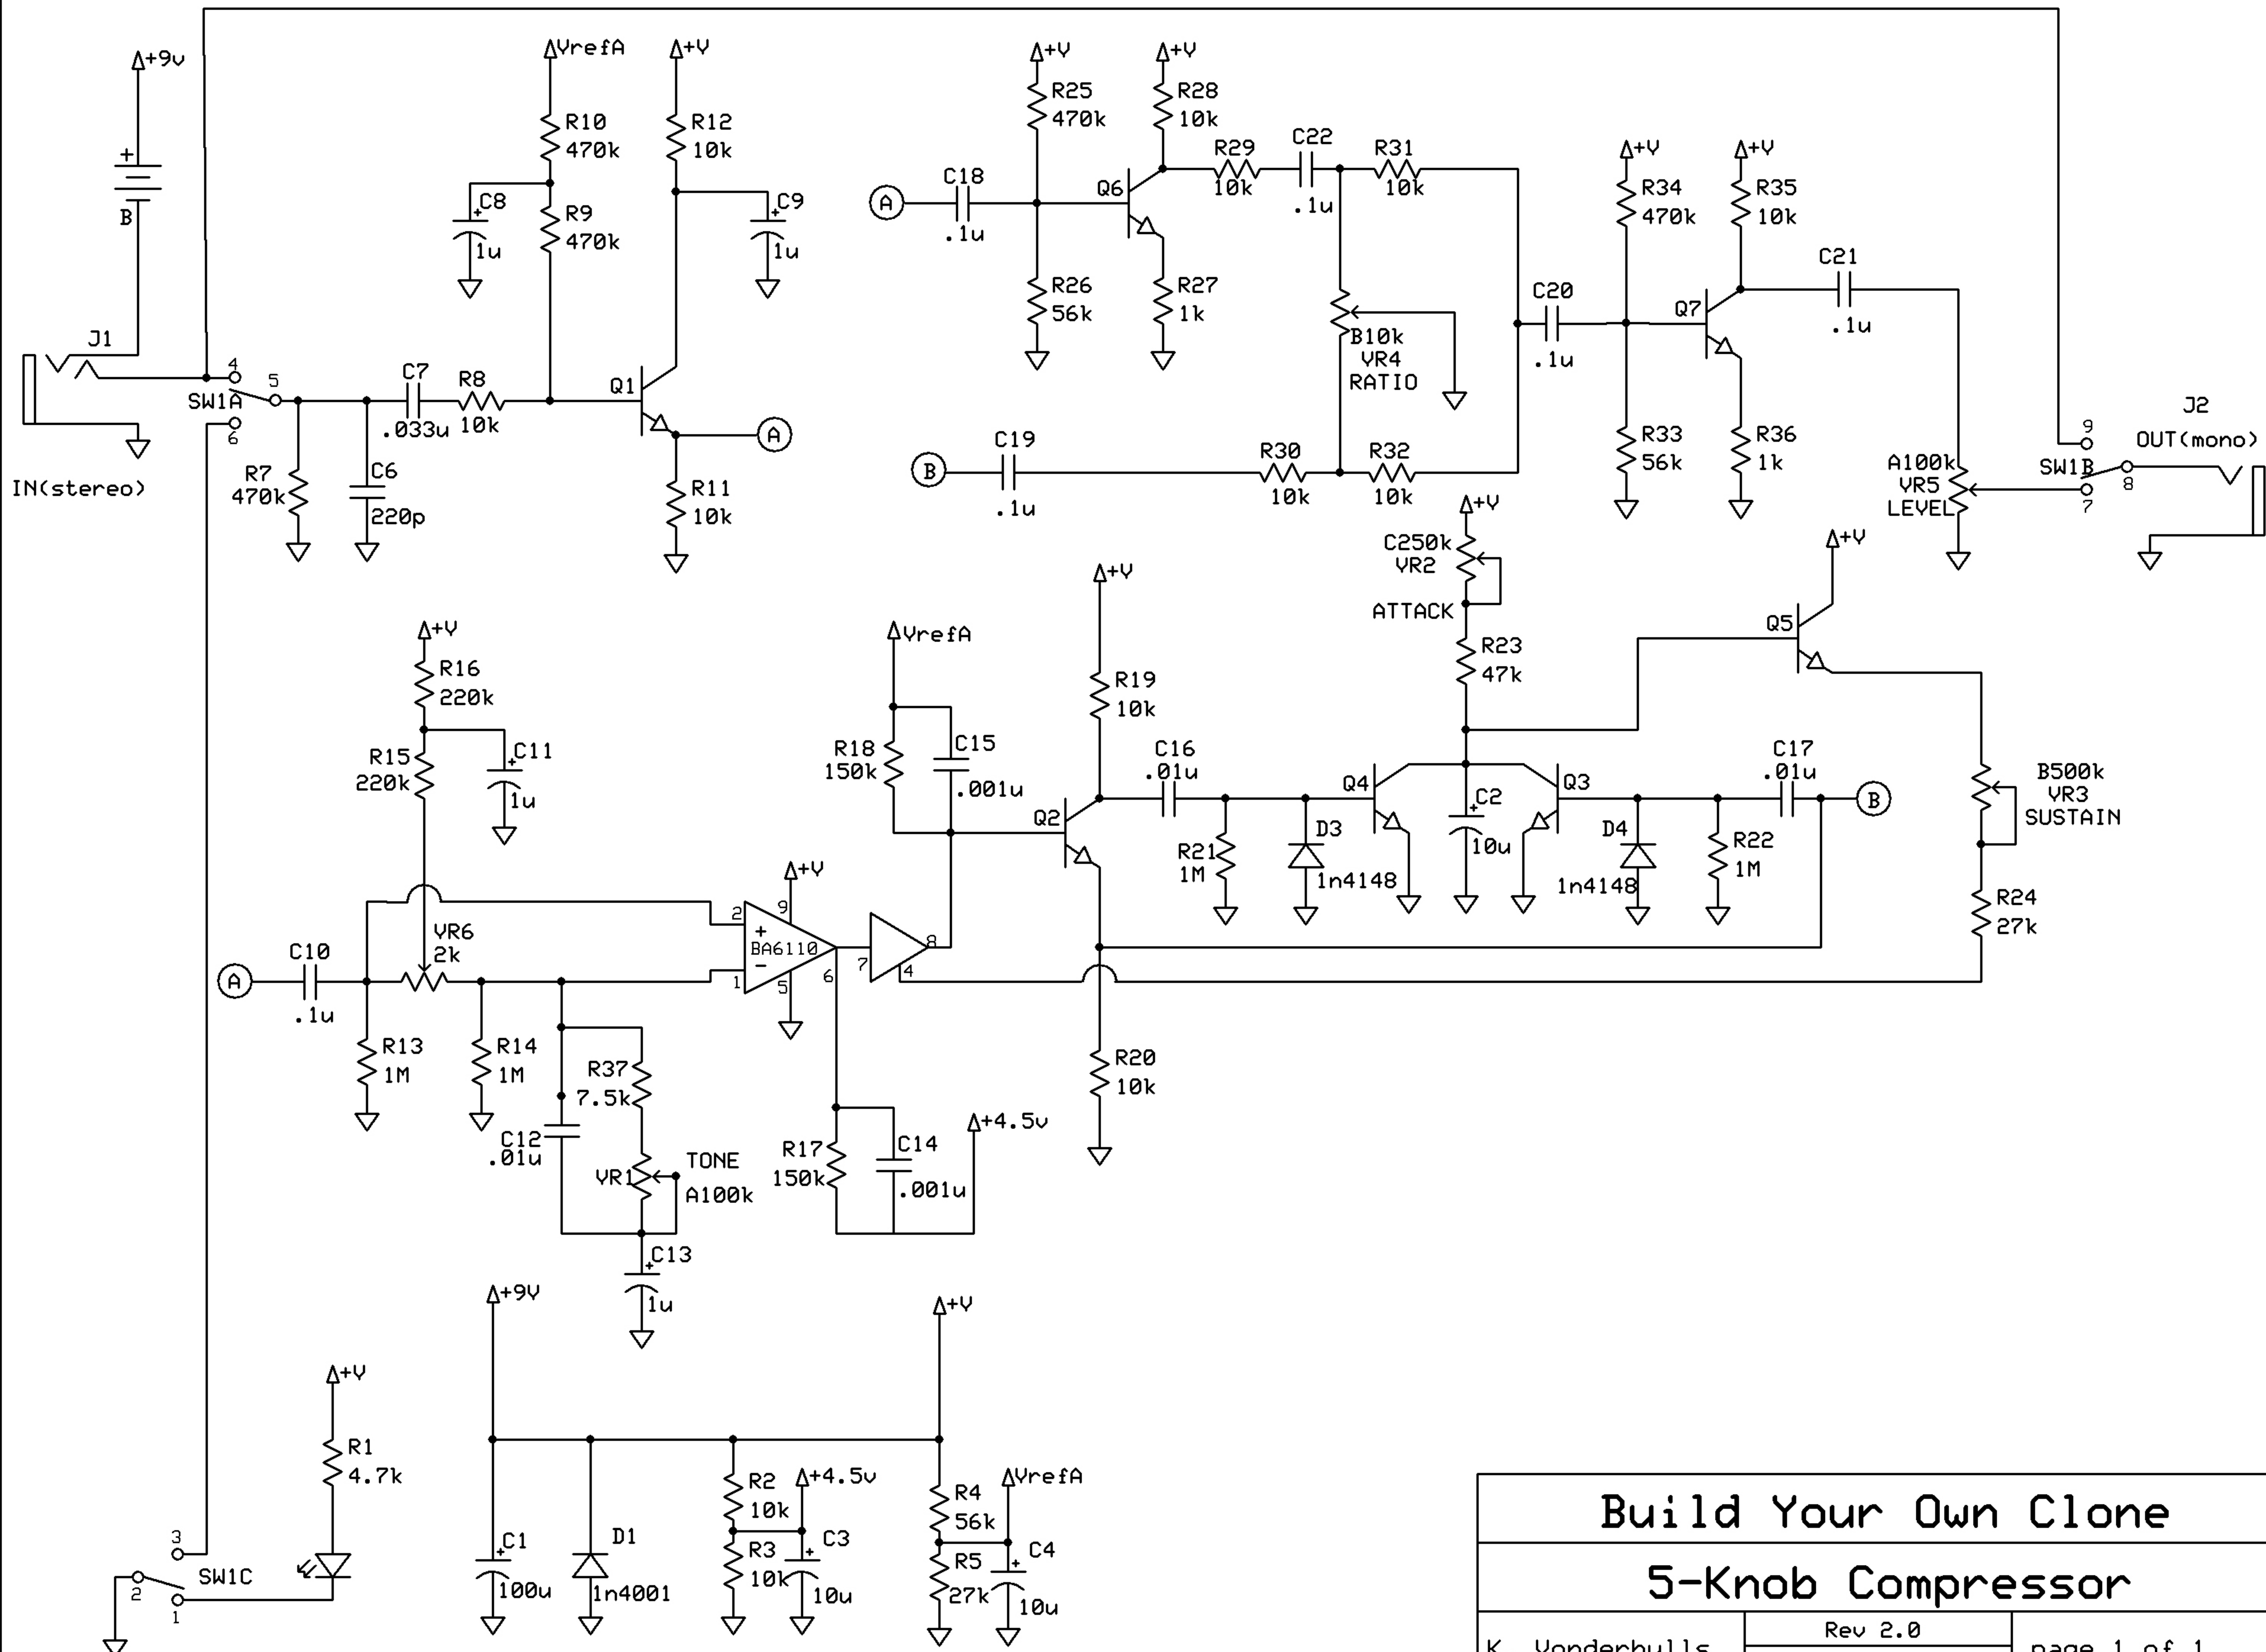 +9v
+
B
J1
IN(stereo)
4
5
SW1A
6
R7
470k
C6
220p
C7
.033u
R8
10k
VrefA
R10
470k
C8
+
1u
R9
470k
+V
R12
10k
C9
+
1u
Q1
A
R11
10k
A
C18
.1u
+V
R25
470k
R26
56k
Q6
+V
R28
10k
R27
1k
R29
10k
C22
.1u
R31
10k
B10k
VR4
RATIO
B
C19
.1u
R30
10k
R32
10k
C20
.1u
+V
R34
470k
R33
56k
Q7
+V
R35
10k
R36
1k
C21
.1u
A100k
VR5
LEVEL
9
SW1B
8
7
J2
OUT(mono)
+V
R16
220k
R15
220k
C11
+
1u
A
C10
.1u
VR6
2k
R13
1M
R14
1M
R37
7.5k
C12
.01u
VR1
TONE
A100k
C13
+
1u
+V
9
2
+
BA6110
-
1
5
6
7
8
4
R17
150k
C14
.001u
+4.5v
VrefA
R18
150k
C15
.001u
+V
R19
10k
Q2
R20
10k
C16
.01u
R21
1M
D3
1n4148
Q4
+V
C250k
VR2
ATTACK
R23
47k
C2
+
10u
Q3
D4
1n4148
R22
1M
C17
.01u
B
Q5
+V
B500k
VR3
SUSTAIN
R24
27k
+V
R1
4.7k
3
SW1C
2
1
+9V
C1
+
100u
D1
1n4001
R2
10k
+4.5v
R3
10k
C3
+
10u
+V
R4
56k
VrefA
R5
27k
C4
+
10u
Build Your Own Clone
5-Knob Compressor
K. Vonderhulls
Rev 2.0
page 1 of 1